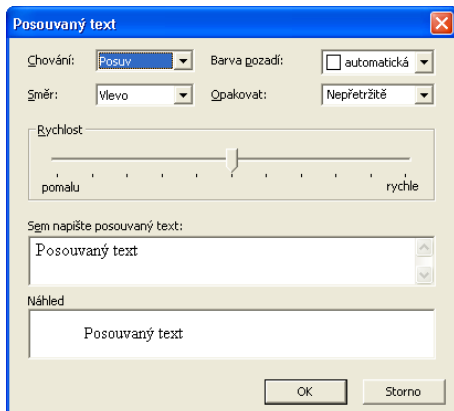 Posouvaný text
Chování: Posuv Barva pozadí: automatická
Směr: Vlevo Opakovat: Nepřetržitě
Rychlost
pomalu rychle
Sem napište posouvaný text:
Posouvaný text
Náhled
Posouvaný text
OK Storno